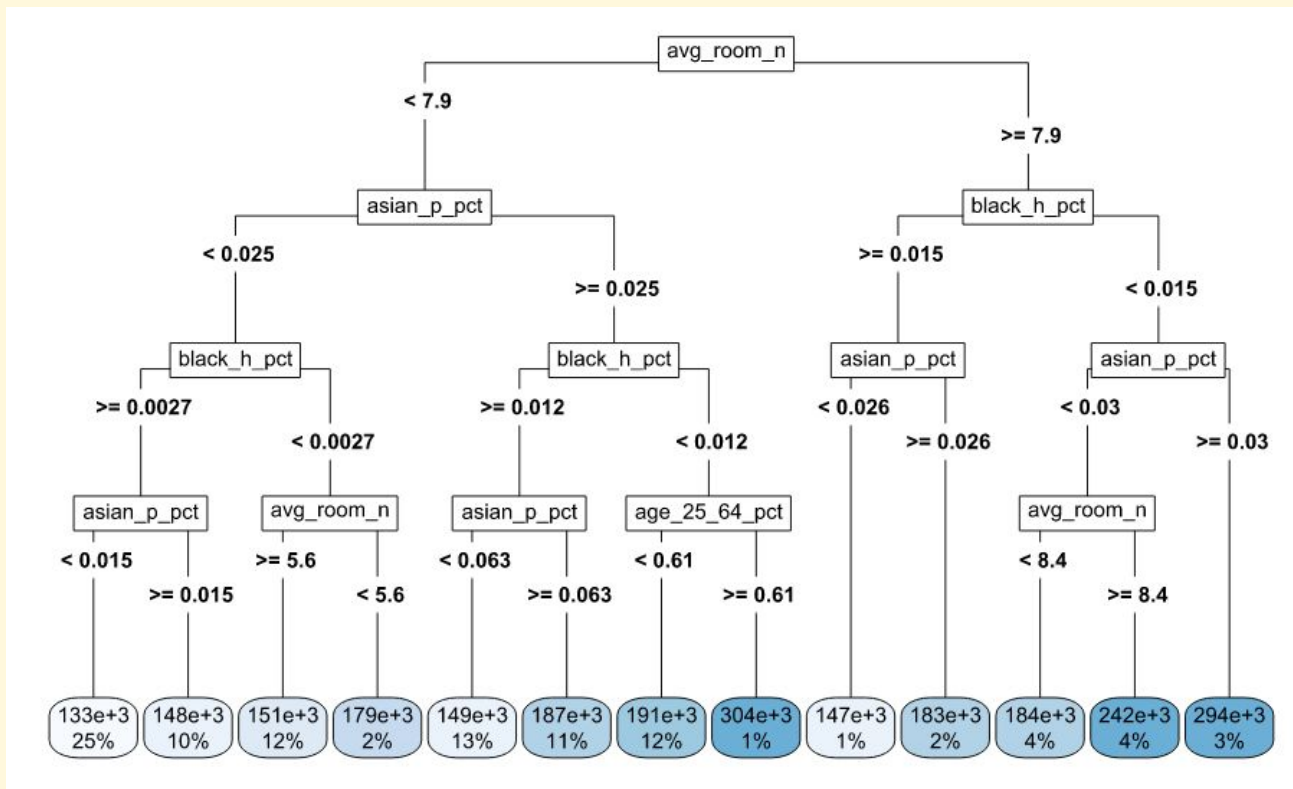 avg_room_n
< 7.9
>= 7.9
asian_p_pct
black_h_pct
< 0.025
>= 0.015
>= 0.025
< 0.015
black_h_pct
black_h_pct
asian_p_pct
asian_p_pct
>= 0.0027
>= 0.012
< 0.026
< 0.03
< 0.0027
< 0.012
>= 0.026
>= 0.03
asian_p_pct
avg_room_n
asian_p_pct
age_25_64_pct
avg_room_n
< 0.015
>= 5.6
< 0.063
< 0.61
< 8.4
>= 0.015
< 5.6
>= 0.063
>= 0.61
>= 8.4
133e+3
25%
148e+3
10%
151e+3
12%
179e+3
2%
149e+3
13%
187e+3
11%
191e+3
12%
304e+3
1%
147e+3
1%
183e+3
2%
184e+3
4%
242e+3
4%
294e+3
3%